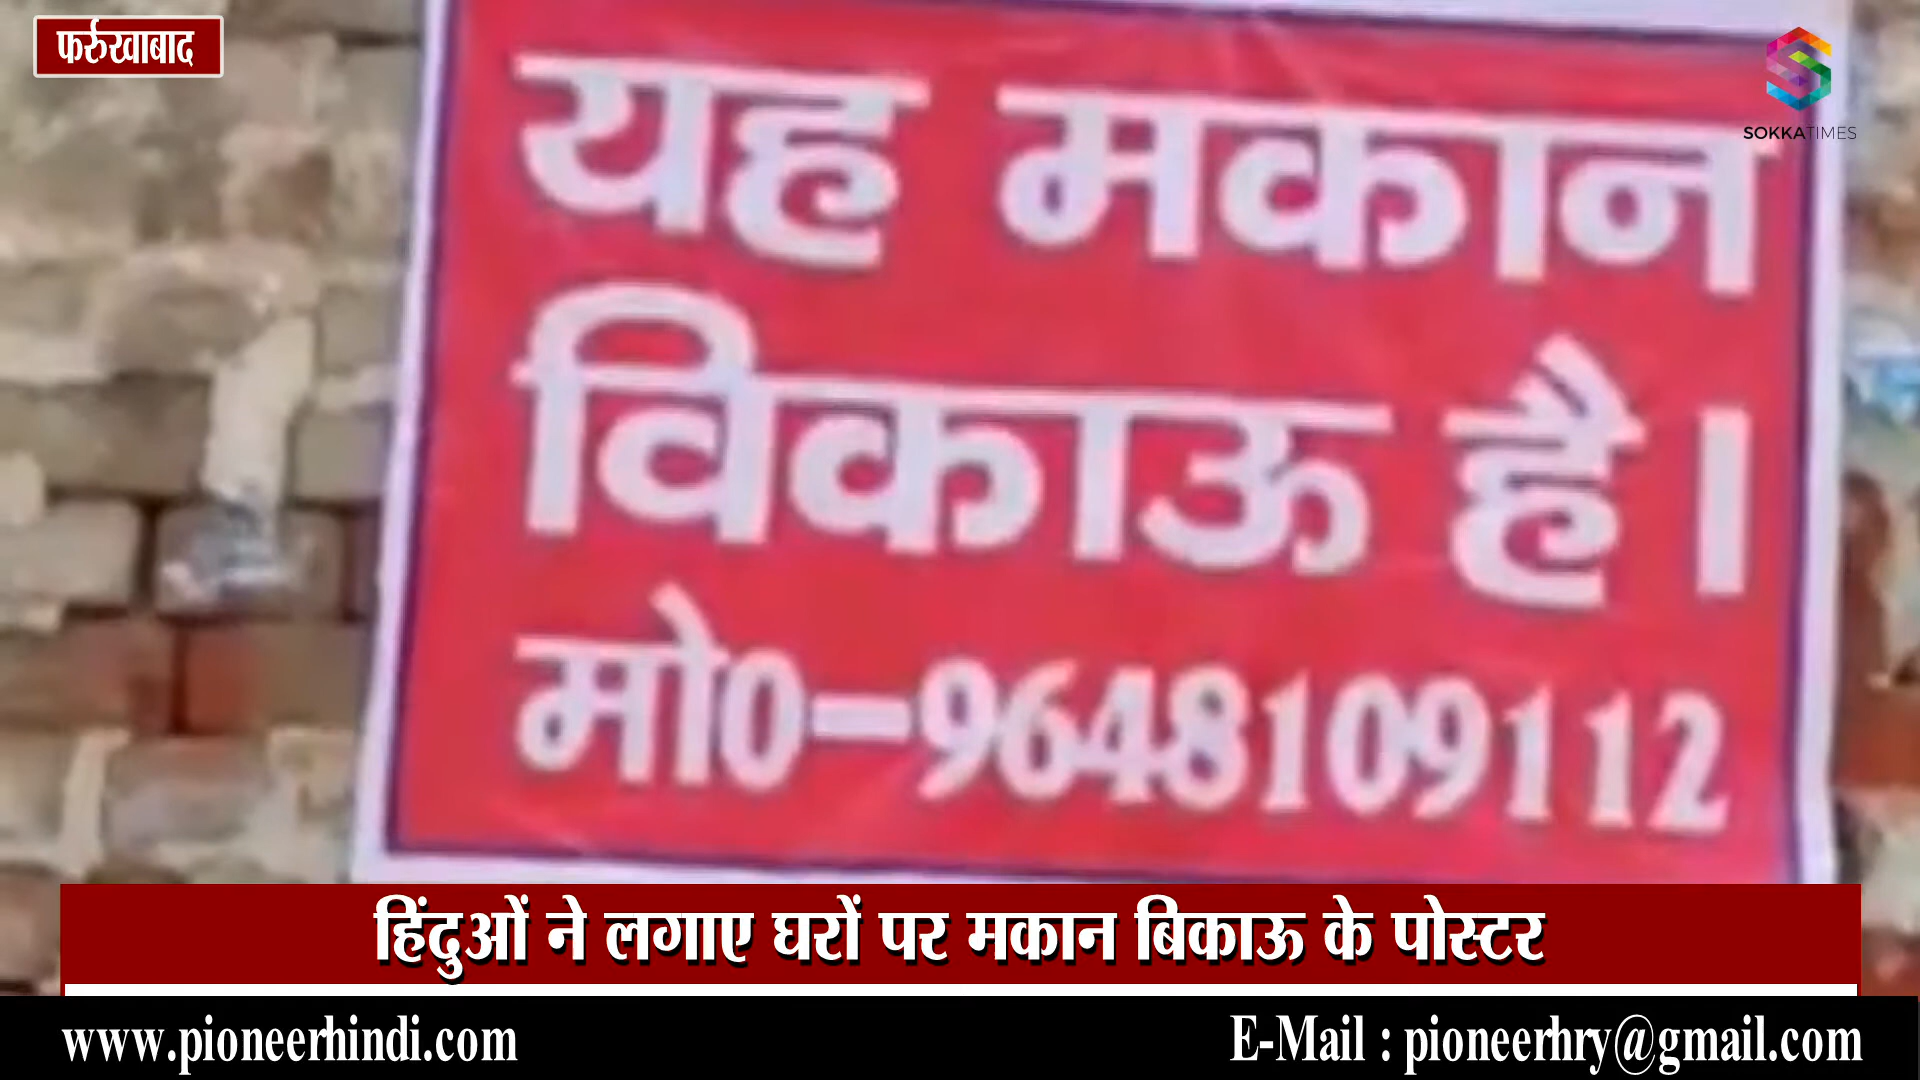 फर्रुखाबाद
SOKKATIMES
यह मकान
विकाऊ है।
मो0-9648109112
हिंदुओं ने लगाए घरों पर मकान बिकाऊ के पोस्टर
www.pioneerhindi.com
E-Mail : pioneerhry@gmail.com